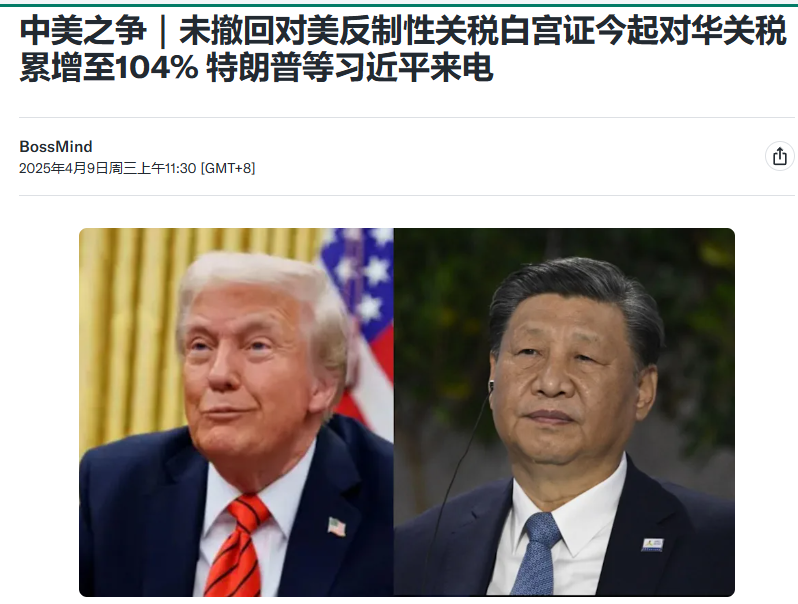 中美之争｜未撤回对美反制性关税白宫证今起对华关税
累增至104% 特朗普等习近平来电
BossMind
2025年4月9日周三上午11:30 [GMT+8]